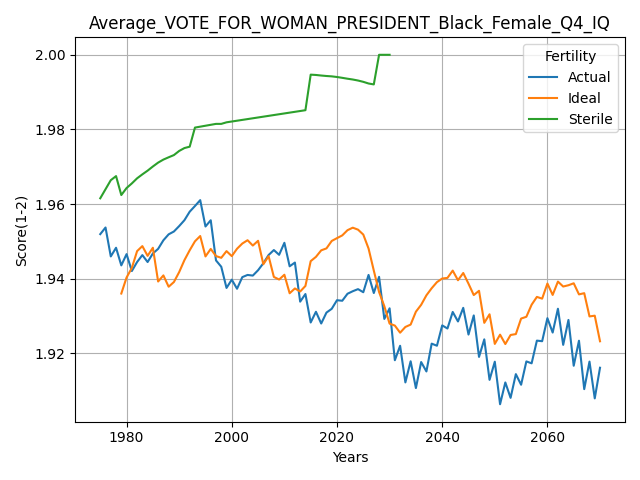 Average_VOTE_FOR_WOMAN_PRESIDENT_Black_Female_Q4_IQ
Fertility
Actual
Ideal
Sterile
Score(1-2)
2.00
1.98
1.96
1.94
1.92
1980 2000 2020 2040 2060
Years